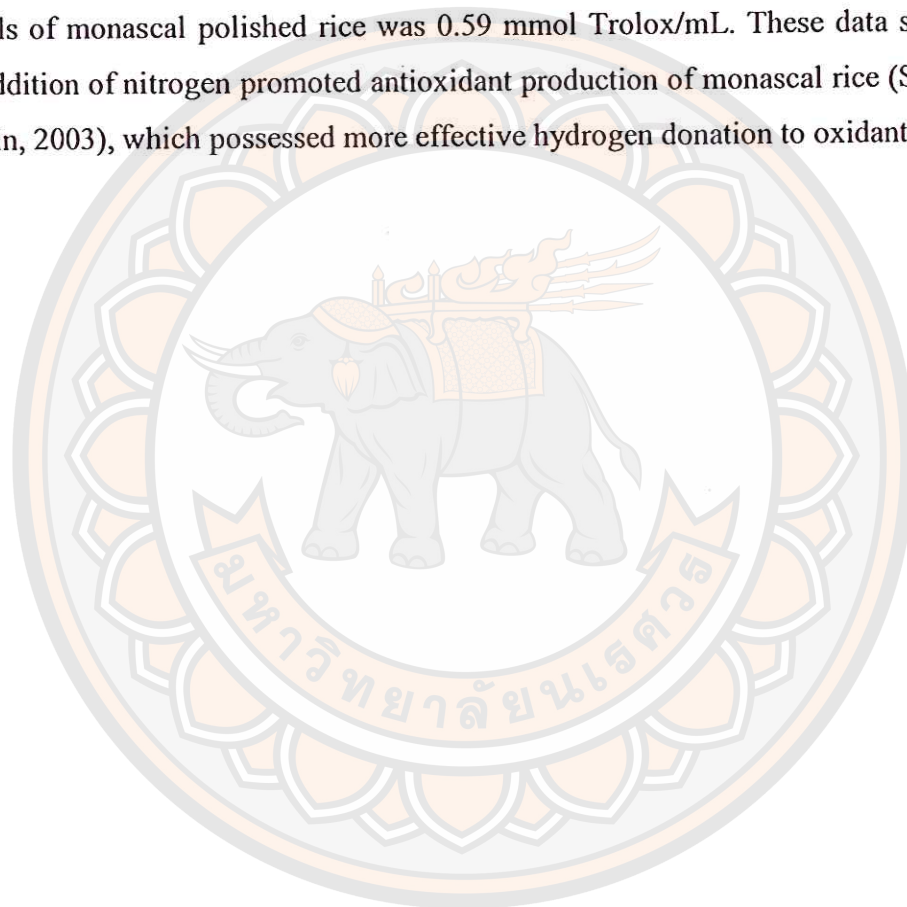 of monascal polished rice was 0.59 mmol Trolox/mL. These data
of nitrogen promoted antioxidant production of monascal rice
2003), which possessed more effective hydrogen donation to oxidant
มหาวิทยาลัยนเรศวร